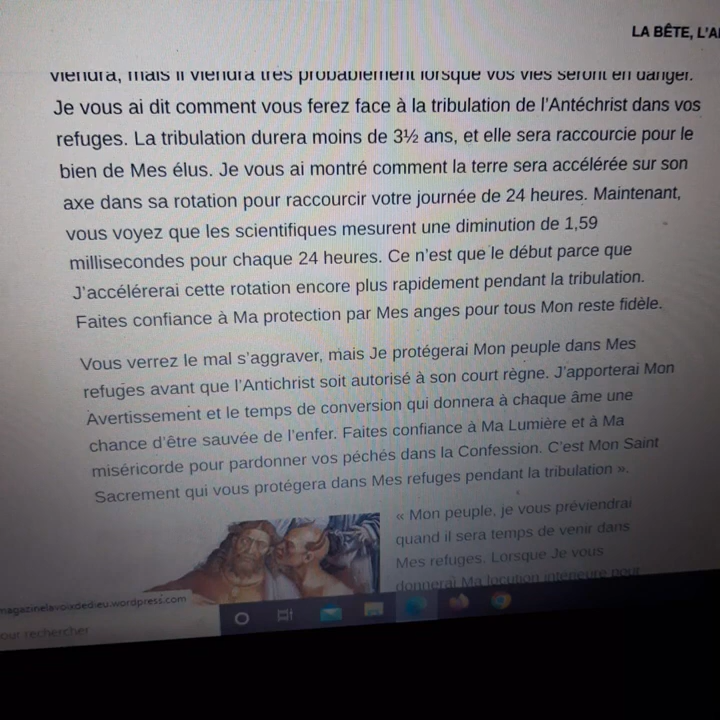 LA BÊTE, L'A
viendra, mais il viendra très probablement lorsque vos vies seront en danger.
Je vous ai dit comment vous ferez face à la tribulation de l'Antéchrist dans vos
refuges. La tribulation durera moins de 3½ ans, et elle sera raccourcie pour le
bien de Mes élus. Je vous ai montré comment la terre sera accélérée sur son
axe dans sa rotation pour raccourcir votre journée de 24 heures. Maintenant,
vous voyez que les scientifiques mesurent une diminution de 1,59
millisecondes pour chaque 24 heures. Ce n'est que le début parce que
J'accélérerai cette rotation encore plus rapidement pendant la tribulation.
Faites confiance à Ma protection par Mes anges pour tous Mon reste fidèle.
Vous verrez le mal s'aggraver, mais Je protégerai Mon peuple dans Mes
refuges avant que l'Antichrist soit autorisé à son court règne. J'apporterai Mon
Avertissement et le temps de conversion qui donnera à chaque âme une
chance d'être sauvée de l'enfer. Faites confiance à Ma Lumière et à Ma
miséricorde pour pardonner vos péchés dans la Confession. C'est Mon Saint
Sacrement qui vous protégera dans Mes refuges pendant la tribulation ».
« Mon peuple, je vous préviendrai
quand il sera temps de venir dans
Mes refuges. Lorsque Je vous
donnerai Ma locution intérieure pour
magazinelavoixdedieu.wordpress.com
our rechercher